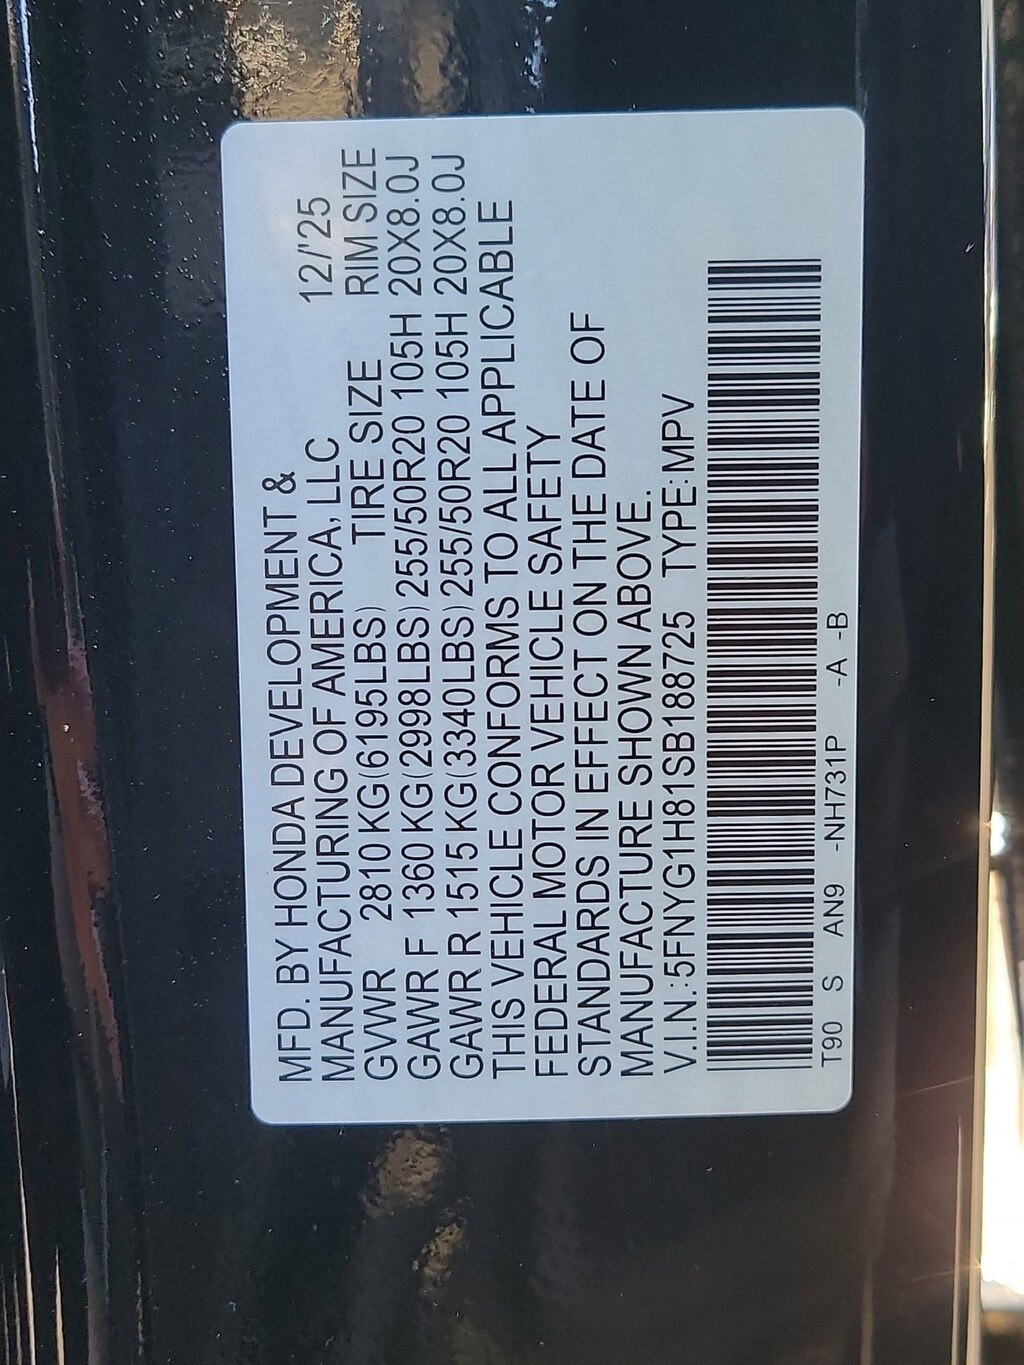 MFD. BY HONDA DEVELOPMENT &
MANUFACTURING OF AMERICA, LLC 12/'25
GVWR 2810 KG(6195LBS) TIRE SIZE RIM SIZE
GAWR F 1360 KG(2998LBS) 255/50R20 105H 20X8.0J
GAWR R 1515 KG(3340LBS) 255/50R20 105H 20X8.0J
THIS VEHICLE CONFORMS TO ALL APPLICABLE
FEDERAL MOTOR VEHICLE SAFETY
STANDARDS IN EFFECT ON THE DATE OF
MANUFACTURE SHOWN ABOVE.
V.I.N.:5FNYG1H81SB188725 TYPE:MPV
T90 S AN9 -NH731P -A -B